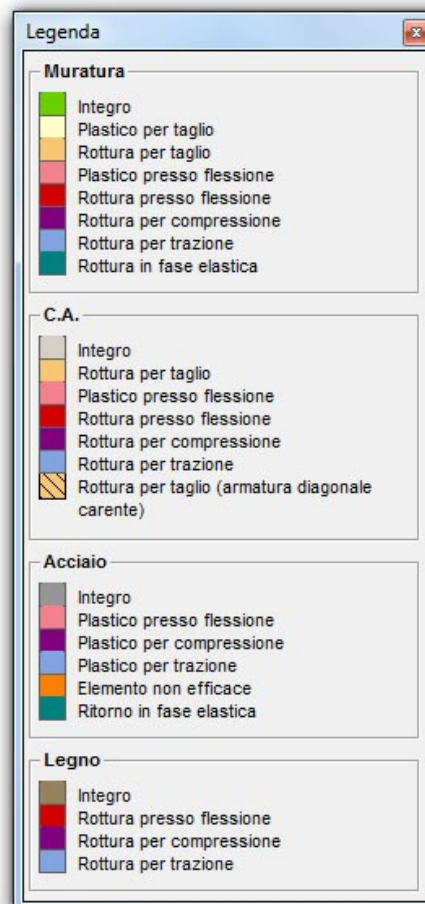 Legenda
Muratura
Integro
Plastico per taglio
Rottura per taglio
Plastico presso flessione
Rottura presso flessione
Rottura per compressione
Rottura per trazione
Rottura in fase elastica
C.A.
Integro
Rottura per taglio
Plastico presso flessione
Rottura presso flessione
Rottura per compressione
Rottura per trazione
Rottura per taglio (armatura diagonale
carente)
Acciaio
Integro
Plastico presso flessione
Plastico per compressione
Plastico per trazione
Elemento non efficace
Ritorno in fase elastica
Legno
Integro
Rottura presso flessione
Rottura per compressione
Rottura per trazione